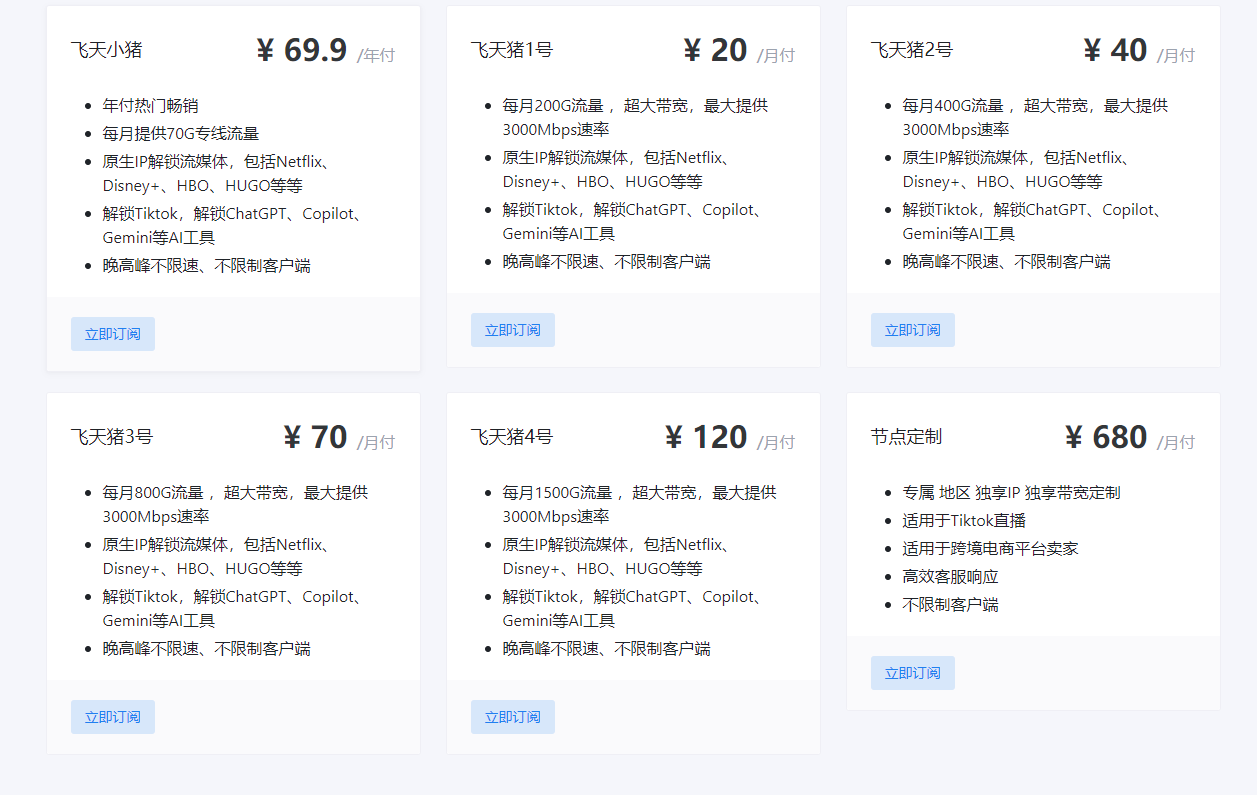 飞天小猪
¥ 69.9 /年付
年付热门畅销
每月提供70G专线流量
原生IP解锁流媒体，包括Netflix、
Disney+、HBO、HUGO等等
解锁Tiktok，解锁ChatGPT、Copilot、
Gemini等AI工具
晚高峰不限速、不限制客户端
立即订阅
飞天猪1号
¥ 20 /月付
每月200G流量 ，超大带宽，最大提供
3000Mbps速率
原生IP解锁流媒体，包括Netflix、
Disney+、HBO、HUGO等等
解锁Tiktok，解锁ChatGPT、Copilot、
Gemini等AI工具
晚高峰不限速、不限制客户端
立即订阅
飞天猪2号
¥ 40 /月付
每月400G流量 ，超大带宽，最大提供
3000Mbps速率
原生IP解锁流媒体，包括Netflix、
Disney+、HBO、HUGO等等
解锁Tiktok，解锁ChatGPT、Copilot、
Gemini等AI工具
晚高峰不限速、不限制客户端
立即订阅
飞天猪3号
¥ 70 /月付
每月800G流量 ，超大带宽，最大提供
3000Mbps速率
原生IP解锁流媒体，包括Netflix、
Disney+、HBO、HUGO等等
解锁Tiktok，解锁ChatGPT、Copilot、
Gemini等AI工具
晚高峰不限速、不限制客户端
立即订阅
飞天猪4号
¥ 120 /月付
每月1500G流量 ，超大带宽，最大提供
3000Mbps速率
原生IP解锁流媒体，包括Netflix、
Disney+、HBO、HUGO等等
解锁Tiktok，解锁ChatGPT、Copilot、
Gemini等AI工具
晚高峰不限速、不限制客户端
立即订阅
节点定制
¥ 680 /月付
专属 地区 独享IP 独享带宽定制
适用于Tiktok直播
适用于跨境电商平台卖家
高效客服响应
不限制客户端
立即订阅